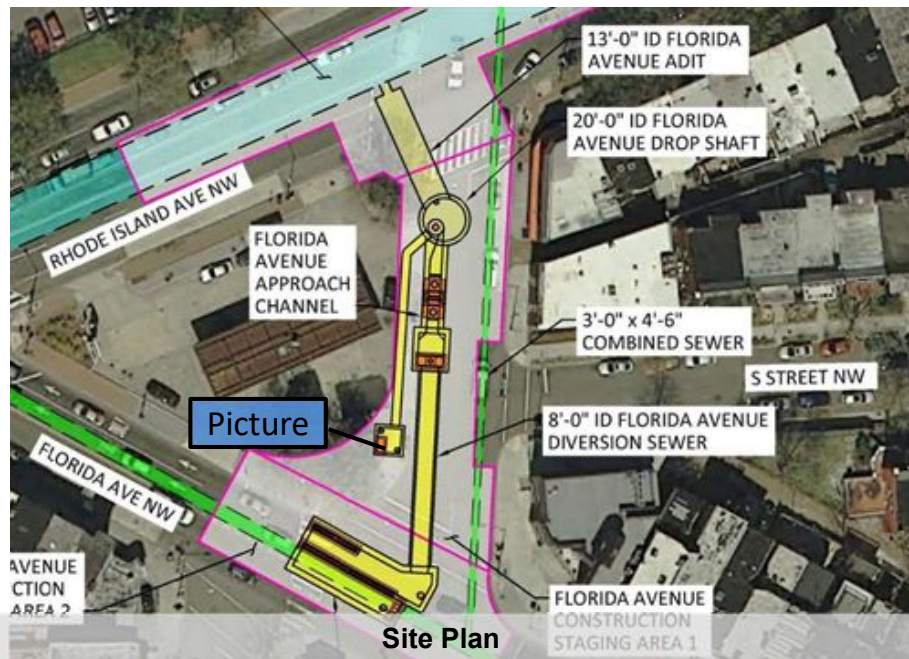 13'-0" ID FLORIDA
AVENUE ADIT
20'-0" ID FLORIDA
AVENUE DROP SHAFT
RHODE ISLAND AVE NW
FLORIDA
AVENUE
APPROACH
CHANNEL
3'-0" x 4'-6"
COMBINED SEWER
S STREET NW
Picture
8'-0" ID FLORIDA AVENUE
DIVERSION SEWER
FLORIDA AVE NW
AVENUE
CTION
AREA 2
FLORIDA AVENUE
CONSTRUCTION
STAGING AREA 1
Site Plan